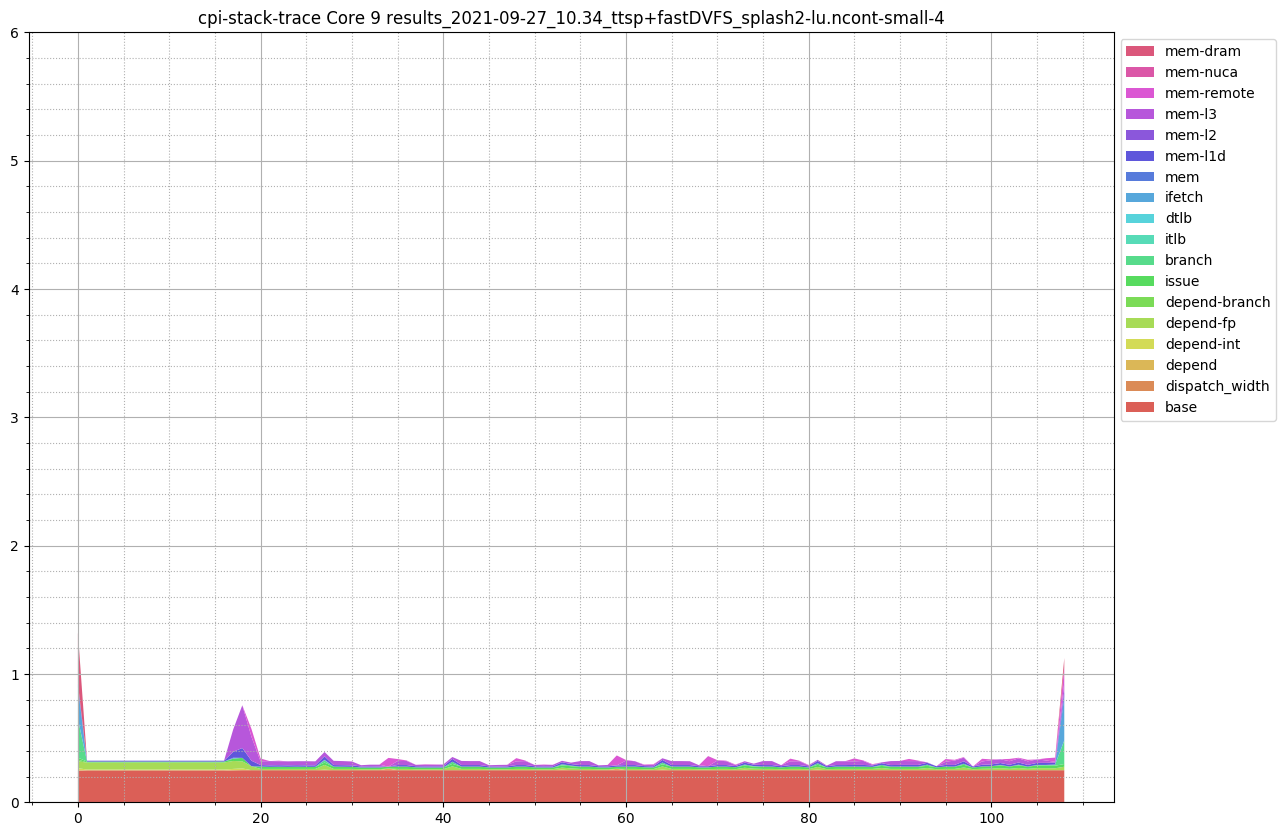 cpi-stack-trace Core 9 results_2021-09-27_10.34_ttsp+fastDVFS_splash2-lu.ncont-small-4
6
5
4
3
2
1
0
0 20 40 60 80 100
mem-dram
mem-nuca
mem-remote
mem-l3
mem-l2
mem-l1d
mem
ifetch
dtlb
itlb
branch
issue
depend-branch
depend-fp
depend-int
depend
dispatch_width
base